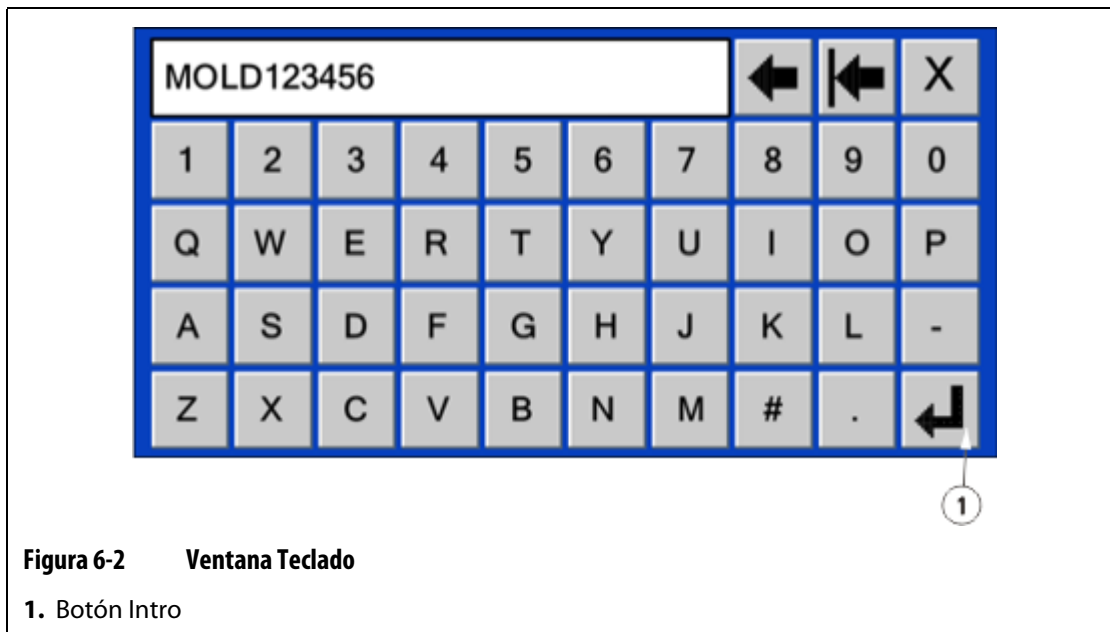 MOLD123456 X
1 2 3 4 5 6 7 8 9 0
Q W E R T Y U I O P
A S D F G H J K L -
Z X C V B N M # .
1
Figura 6-2 Ventana Teclado
1. Botón Intro